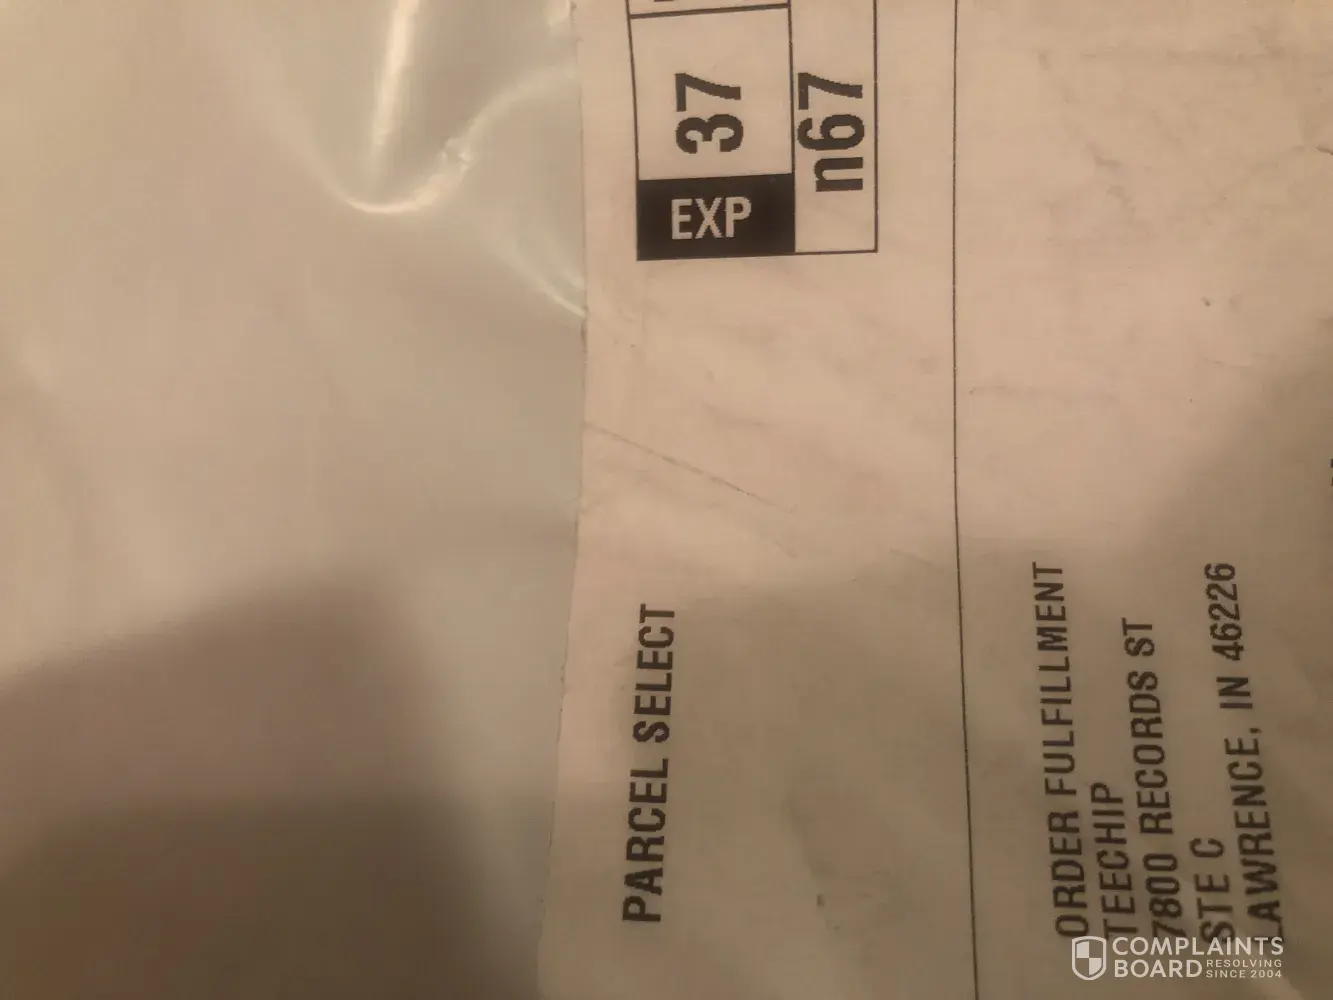 EXP 37
n67
PARCEL SELECT
ORDER FULFILLMENT
TEECHIP
7800 RECORDS ST
STE C
LAWRENCE, IN 46226
COMPLAINTS
BOARD RESOLVING
SINCE 2004